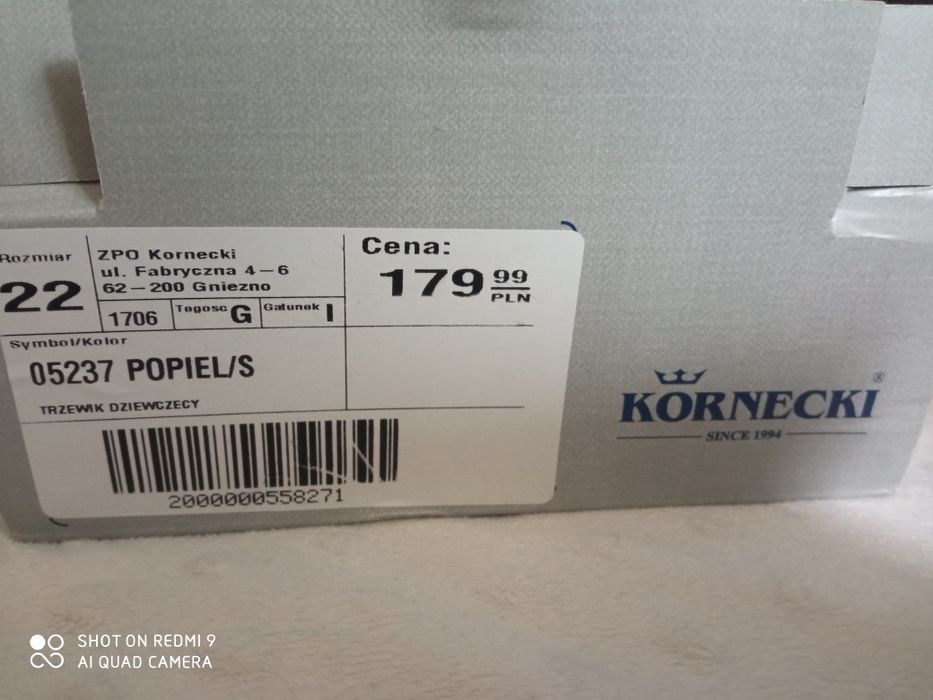 Rozmiar
22
ZPO Kornecki
ul. Fabryczna 4-6
62-200 Gniezno
1706
Tęgość G
Gatunek I
Cena:
179 99
PLN
Symbol/Kolor
05237 POPIEL/S
TRZEWIK DZIEWCZECY
2000000558271
KORNECKI ®
SINCE 1994
SHOT ON REDMI 9
AI QUAD CAMERA